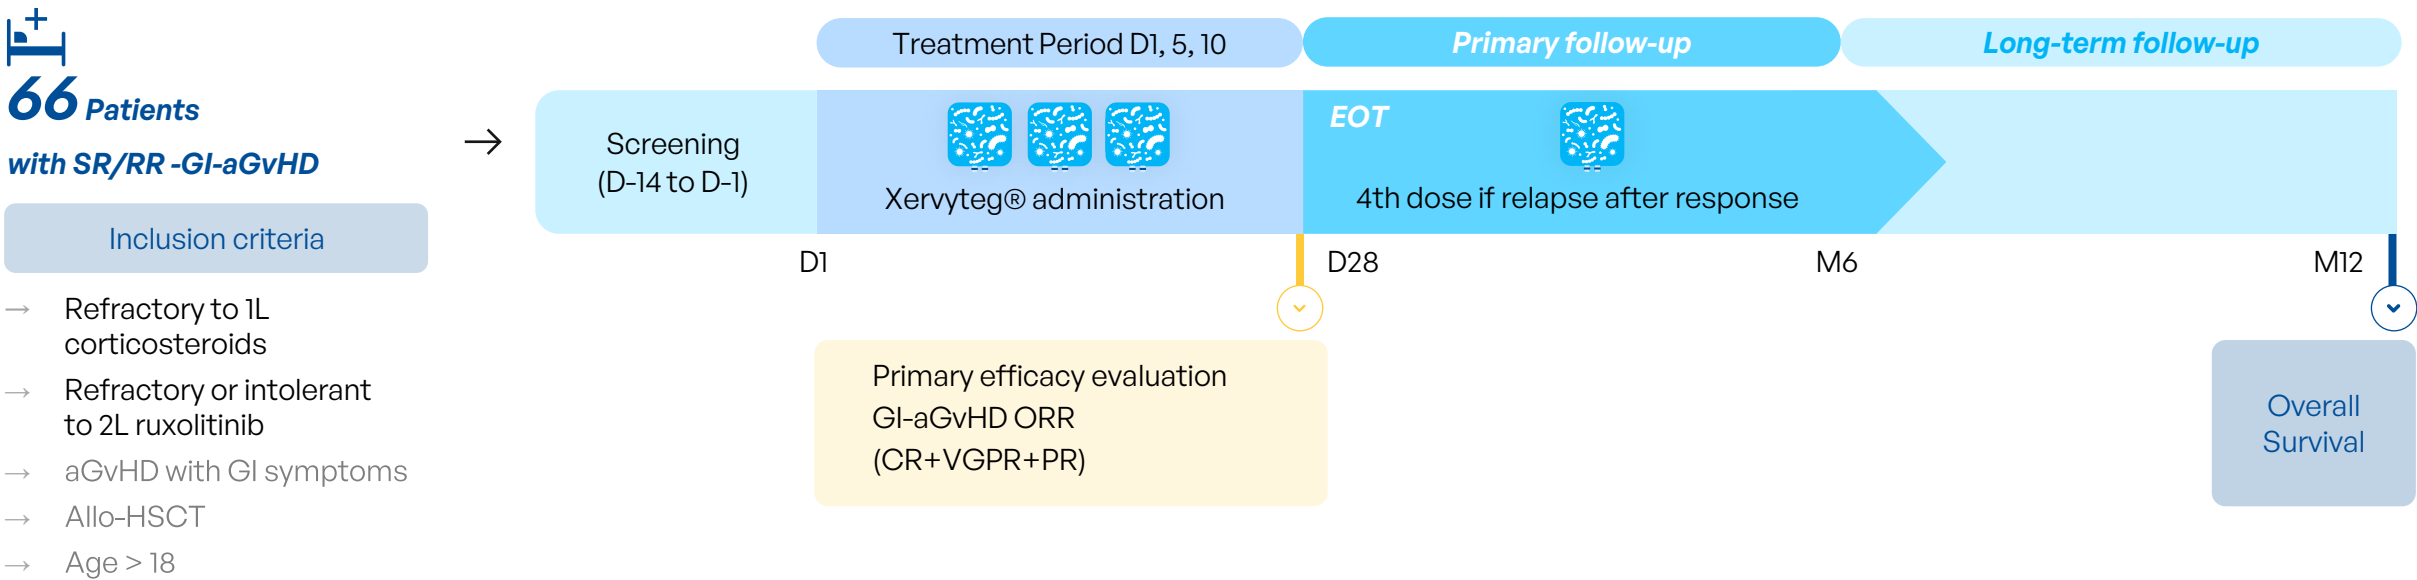 66 Patients
with SR/RR -GI-aGvHD
Inclusion criteria
Refractory to 1L
corticosteroids
Refractory or intolerant
to 2L ruxolitinib
aGvHD with GI symptoms
Allo-HSCT
Age > 18
Screening
(D-14 to D-1)
Treatment Period D1, 5, 10
Xervyteg® administration
Primary follow-up
EOT
4th dose if relapse after response
Long-term follow-up
D1
D28
M6
M12
Primary efficacy evaluation
GI-aGvHD ORR
(CR+VGPR+PR)
Overall
Survival